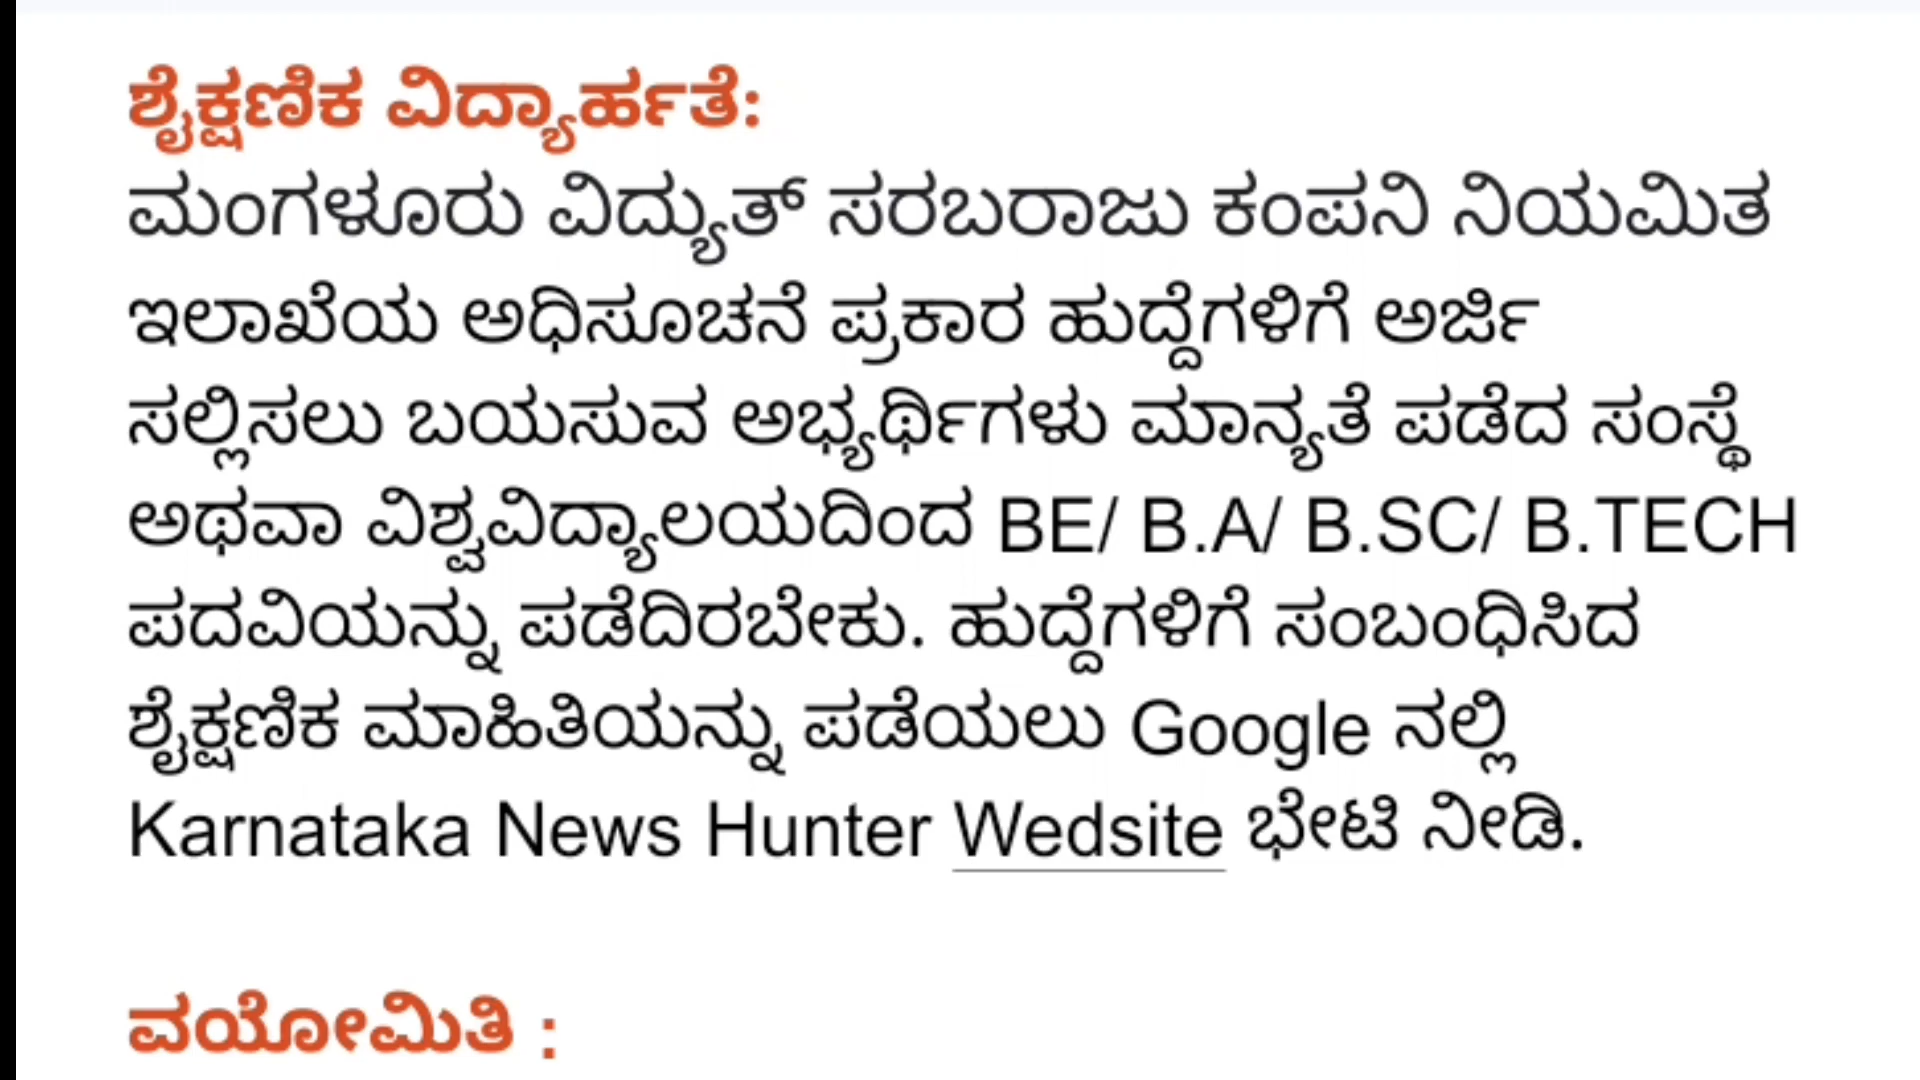 ಶೈಕ್ಷಣಿಕ ವಿದ್ಯಾರ್ಹತೆ:
ಮಂಗಳೂರು ವಿದ್ಯುತ್ ಸರಬರಾಜು ಕಂಪನಿ ನಿಯಮಿತ
ಇಲಾಖೆಯ ಅಧಿಸೂಚನೆ ಪ್ರಕಾರ ಹುದ್ದೆಗಳಿಗೆ ಅರ್ಜಿ
ಸಲ್ಲಿಸಲು ಬಯಸುವ ಅಭ್ಯರ್ಥಿಗಳು ಮಾನ್ಯತೆ ಪಡೆದ ಸಂಸ್ಥೆ
ಅಥವಾ ವಿಶ್ವವಿದ್ಯಾಲಯದಿಂದ BE/ B.A/ B.SC/ B.TECH
ಪದವಿಯನ್ನು ಪಡೆದಿರಬೇಕು. ಹುದ್ದೆಗಳಿಗೆ ಸಂಬಂಧಿಸಿದ
ಶೈಕ್ಷಣಿಕ ಮಾಹಿತಿಯನ್ನು ಪಡೆಯಲು Google ನಲ್ಲಿ
Karnataka News Hunter Wedsite ಭೇಟಿ ನೀಡಿ.
ವಯೋಮಿತಿ :